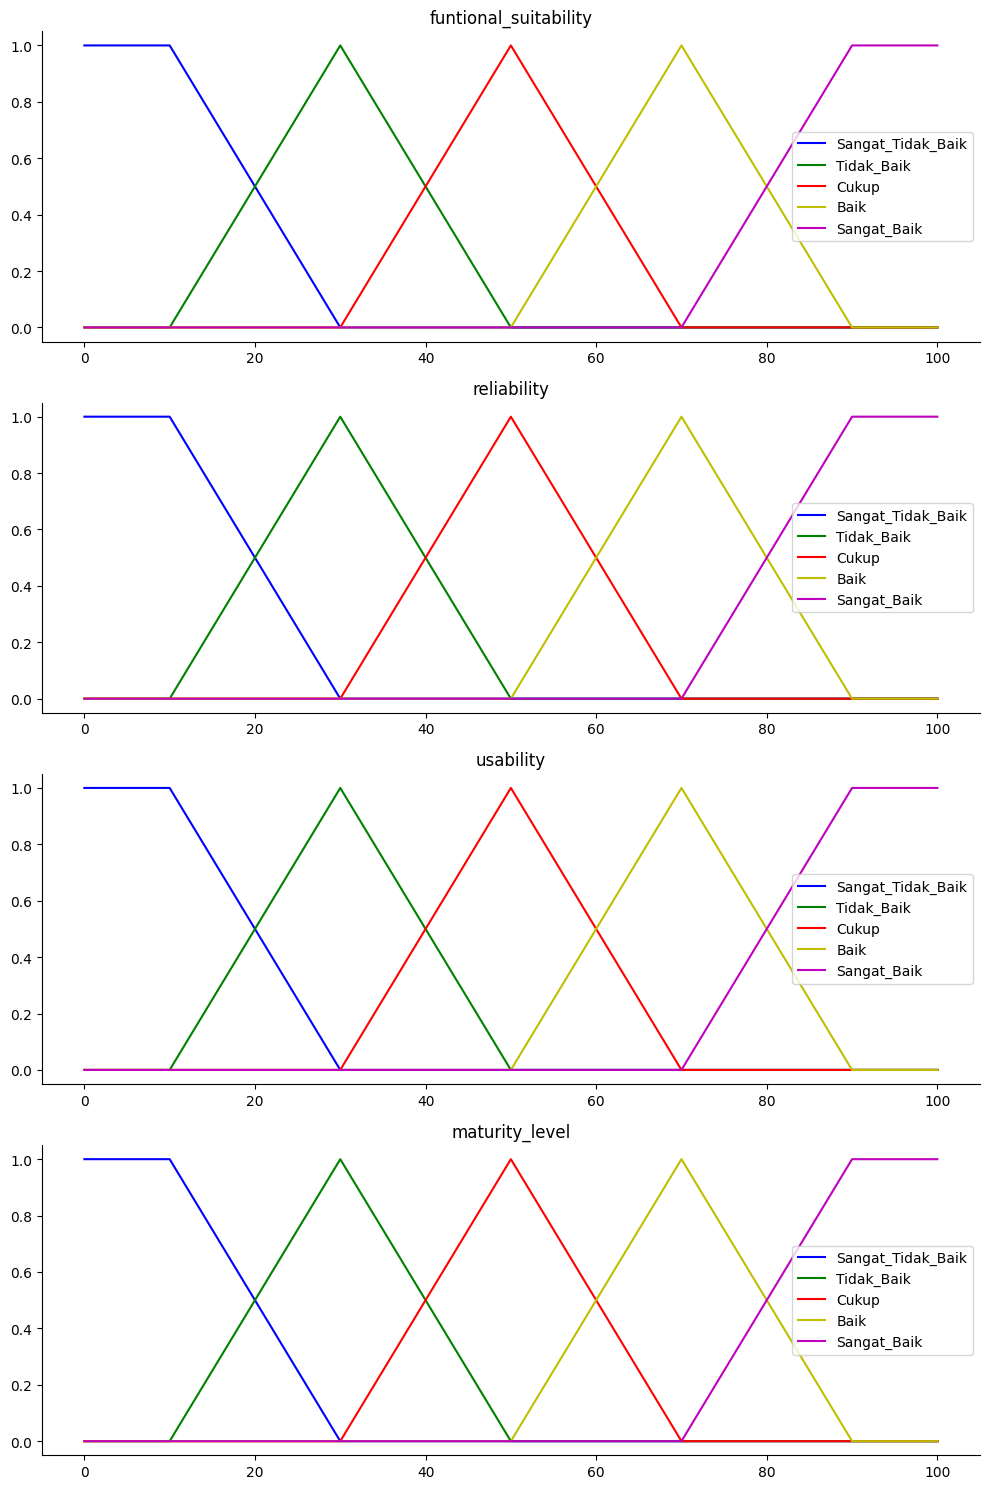 funtional_suitability
1.0
0.8
0.6
0.4
0.2
0.0
Sangat_Tidak_Baik
Tidak_Baik
Cukup
Baik
Sangat_Baik
0 20 40 60 80 100
reliability
1.0
0.8
0.6
0.4
0.2
0.0
Sangat_Tidak_Baik
Tidak_Baik
Cukup
Baik
Sangat_Baik
0 20 40 60 80 100
usability
1.0
0.8
0.6
0.4
0.2
0.0
Sangat_Tidak_Baik
Tidak_Baik
Cukup
Baik
Sangat_Baik
0 20 40 60 80 100
maturity_level
1.0
0.8
0.6
0.4
0.2
0.0
Sangat_Tidak_Baik
Tidak_Baik
Cukup
Baik
Sangat_Baik
0 20 40 60 80 100